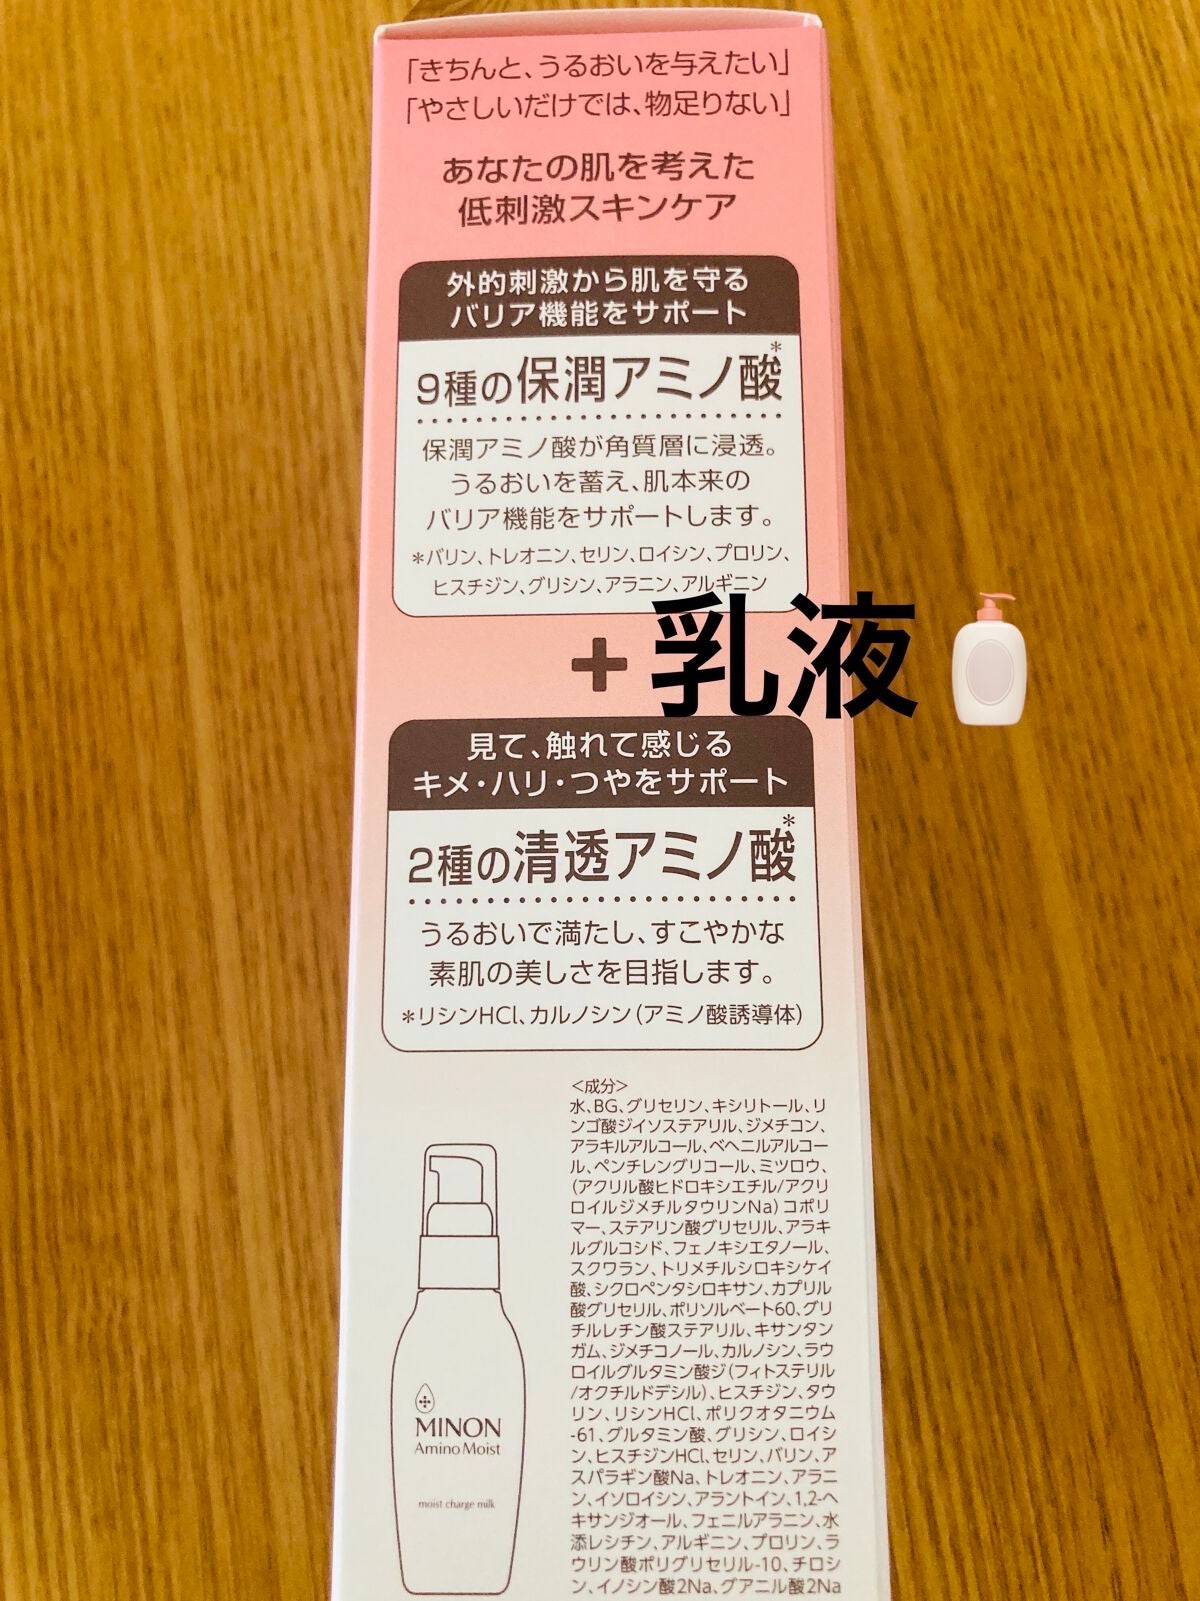 「きちんと、うるおいを与えたい」
「やさしいだけでは、物足りない」
あなたの肌を考えた
低刺激スキンケア
外的刺激から肌を守る
バリア機能をサポート
9種の保潤アミノ酸*
保潤アミノ酸が角質層に浸透。
うるおいを蓄え、肌本来の
バリア機能をサポートします。
*バリン、トレオニン、セリン、ロイシン、プロリン、
ヒスチジン、グリシン、アラニン、アルギニン
+
乳液
見て、触れて感じる
キメ・ハリ・つやをサポート
2種の清透アミノ酸*
うるおいで満たし、すこやかな
素肌の美しさを目指します。
*リシンHCl、カルノシン(アミノ酸誘導体)
<成分>
水、BG、グリセリン、キシリトール、リ
ンゴ酸ジイソステアリル、ジメチコン、
アラキルアルコール、ベヘニルアルコー
ル、ペンチレングリコール、ミツロウ、
(アクリル酸ヒドロキシエチル/アクリ
ロイルジメチルタウリンNa)コポリ
マー、ステアリン酸グリセリル、アラキ
ルグルコシド、フェノキシエタノール、
スクワラン、トリメチルシロキシケイ
酸、シクロペンタシロキサン、カプリル
酸グリセリル、ポリソルベート60、グリ
チルレチン酸ステアリル、キサンタン
ガム、ジメチコノール、カルノシン、ラウ
ロイルグルタミン酸ジ(フィトステリル
/オクチルドデシル)、ヒスチジン、タウ
リン、リシンHCl、ポリクオタニウム
-61、グルタミン酸、グリシン、ロイシ
ン、ヒスチジンHCl、セリン、バリン、ア
スパラギン酸Na、トレオニン、アラニ
ン、イソロイシン、アラントイン、1,2-ヘ
キサンジオール、フェニルアラニン、水
添レシチン、アルギニン、プロリン、ラ
ウリン酸ポリグリセリル-10、チロシ
ン、イノシン酸2Na、グアニル酸2Na
MINON
Amino Moist
moist charge milk